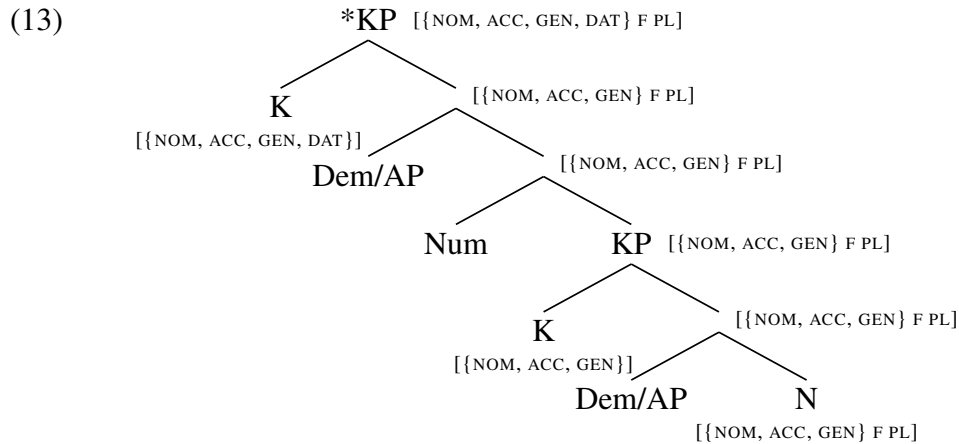 (13) *KP [{NOM, ACC, GEN, DAT} F PL]
K [{NOM, ACC, GEN} F PL]
[{NOM, ACC, GEN, DAT}]
Dem/AP [{NOM, ACC, GEN} F PL]
Num KP [{NOM, ACC, GEN} F PL]
K [{NOM, ACC, GEN} F PL]
[{NOM, ACC, GEN}]
Dem/AP N
[{NOM, ACC, GEN} F PL]